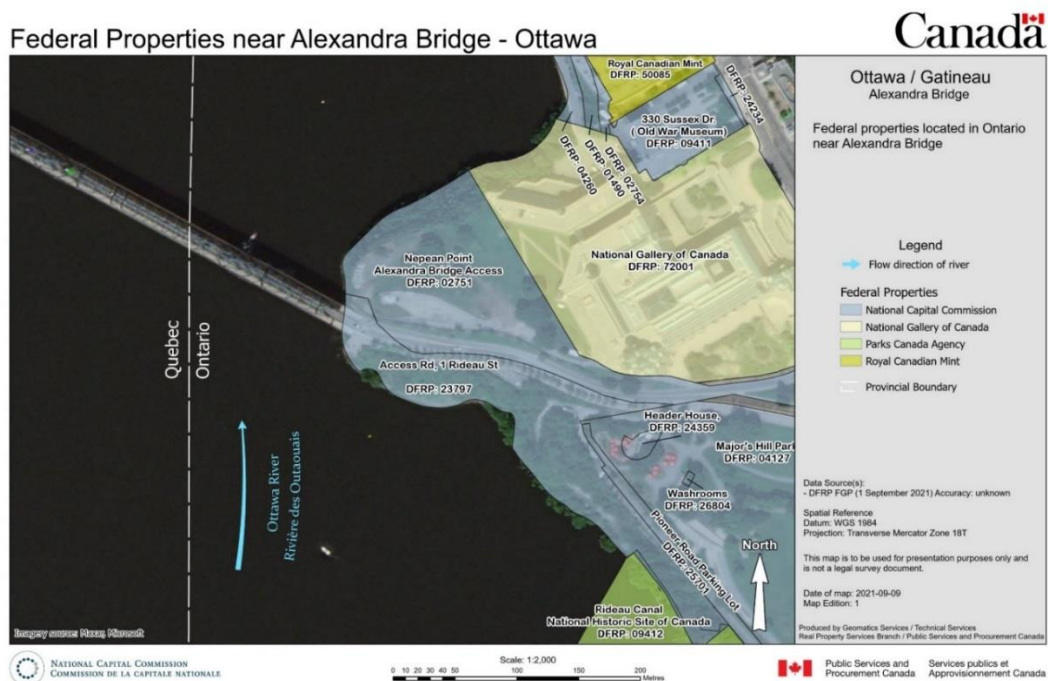 Federal Properties near Alexandra Bridge - Ottawa
Canada
Royal Canadian Mint
DFRP: 50085
330 Sussex Dr
( Old War Museum)
DFRP: 09411
DFRP: 24234
DFRP: 04260
DFRP: 01490
DFRP: 02754
Nepean Point
Alexandra Bridge Access
DFRP: 02751
National Gallery of Canada
DFRP: 72001
Quebec
Ontario
Access Rd, 1 Rideau St
DFRP: 23797
Header House,
DFRP: 24359
Major's Hill Park
DFRP: 04127
Washrooms
DFRP: 26804
Pioneer Road Parking Lot
DFRP: 25701
North
Ottawa River
Rivière des Outaouais
Rideau Canal
National Historic Site of Canada
DFRP: 09412
Imagery source: Maxar, Microsoft
Ottawa / Gatineau
Alexandra Bridge
Federal properties located in Ontario
near Alexandra Bridge
Legend
Flow direction of river
Federal Properties
National Capital Commission
National Gallery of Canada
Parks Canada Agency
Royal Canadian Mint
Provincial Boundary
Data Source(s):
- DFRP FGP (1 September 2021) Accuracy: unknown
Spatial Reference
Datum: WGS 1984
Projection: Transverse Mercator Zone 18T
This map is to be used for presentation purposes only and
is not a legal survey document.
Date of map: 2021-09-09
Map Edition: 1
Produced by Geomatics Services / Technical Services
Real Property Services Branch / Public Services and Procurement Canada
NATIONAL CAPITAL COMMISSION
COMMISSION DE LA CAPITALE NATIONALE
Scale: 1:2,000
0 10 20 30 40 50 100 150 200
Metres
Public Services and
Procurement Canada
Services publics et
Approvisionnement Canada